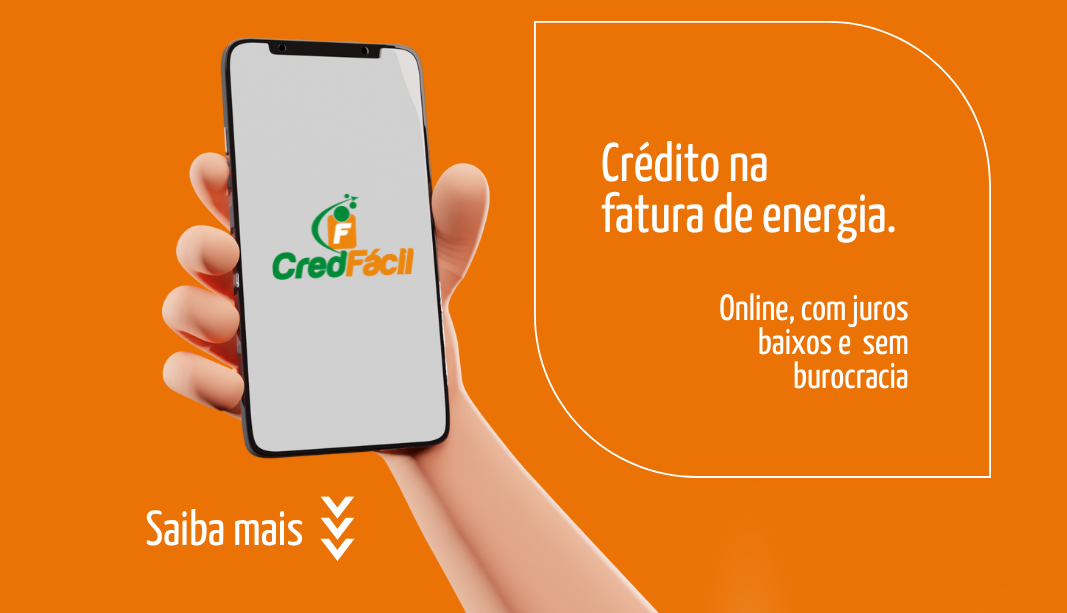 F
CredFácil
Crédito na
fatura de energia.
Online, com juros
baixos e sem
burocracia
Saiba mais